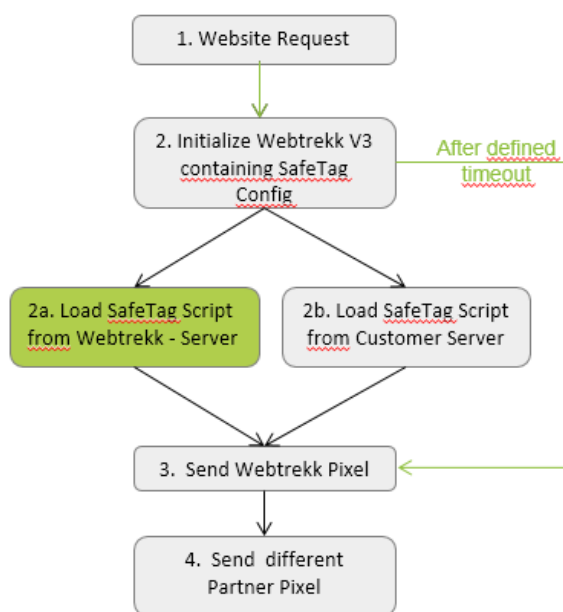 1. Website Request
2. Initialize Webtrekk V3
containing SafeTag
Config
After defined
timeout
2a. Load SafeTag Script
from Webtrekk - Server
2b. Load SafeTag Script
from Customer Server
3. Send Webtrekk Pixel
4. Send different
Partner Pixel